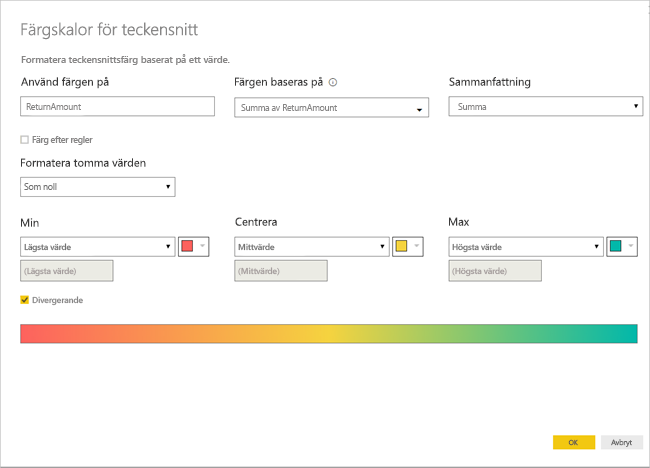 Färgskalor för teckensnitt
Formatera teckensnittsfärg baserat på ett värde.
Använd färgen på
Färgen baseras på
Sammanfattning
ReturnAmount
Summa av ReturnAmount
Summa
Färg efter regler
Formatera tomma värden
Som noll
Min
Centrera
Max
Lägsta värde
Mittvärde
Högsta värde
(Lägsta värde)
(Mittvärde)
(Högsta värde)
Divergerande
OK
Avbryt